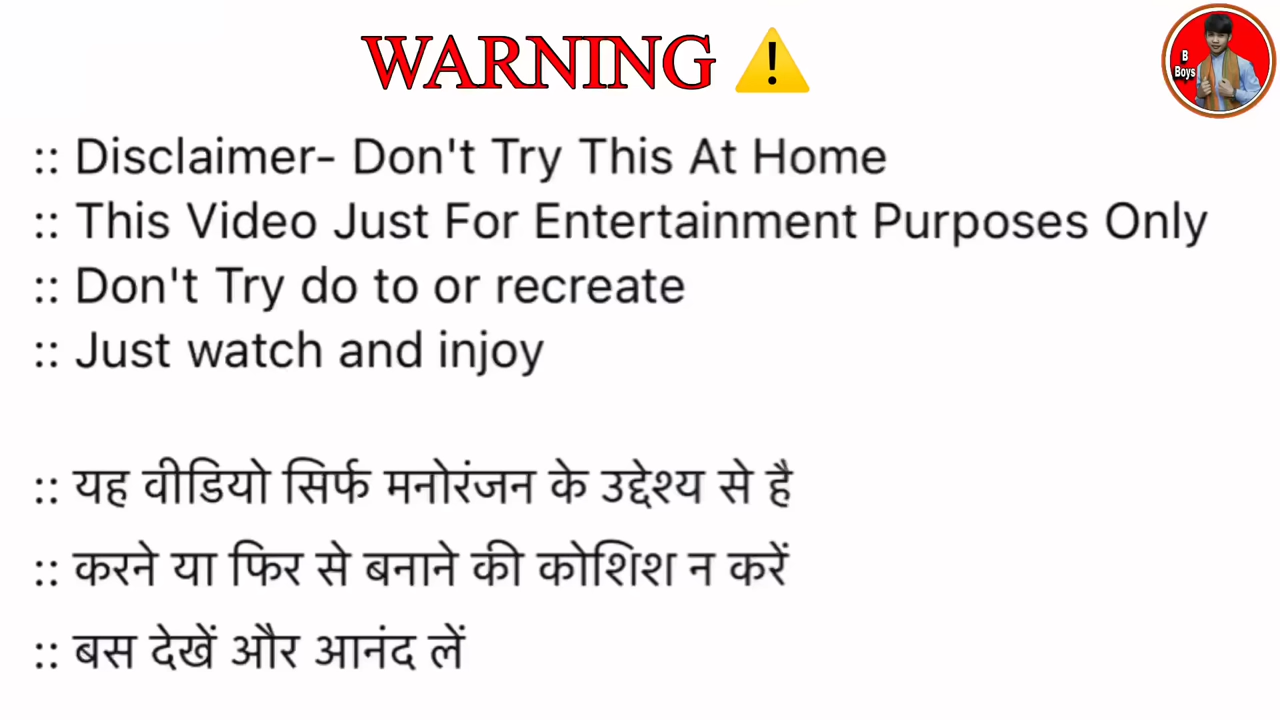 WARNING ⚠️
B
Boys
:: Disclaimer- Don't Try This At Home
:: This Video Just For Entertainment Purposes Only
:: Don't Try do to or recreate
:: Just watch and injoy
:: यह वीडियो सिर्फ मनोरंजन के उद्देश्य से है
:: करने या फिर से बनाने की कोशिश न करें
:: बस देखें और आनंद लें